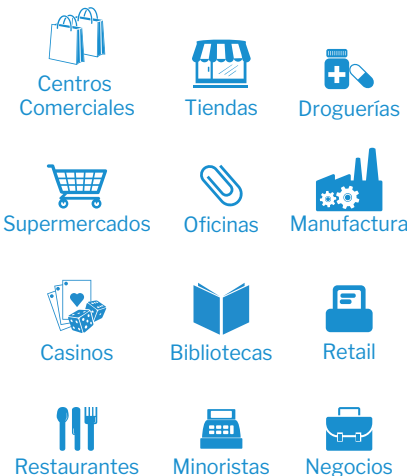 Centros
Comerciales
Tiendas
Droguerías
Supermercados
Oficinas
Manufactura
Casinos
Bibliotecas
Retail
Restaurantes
Minoristas
Negocios